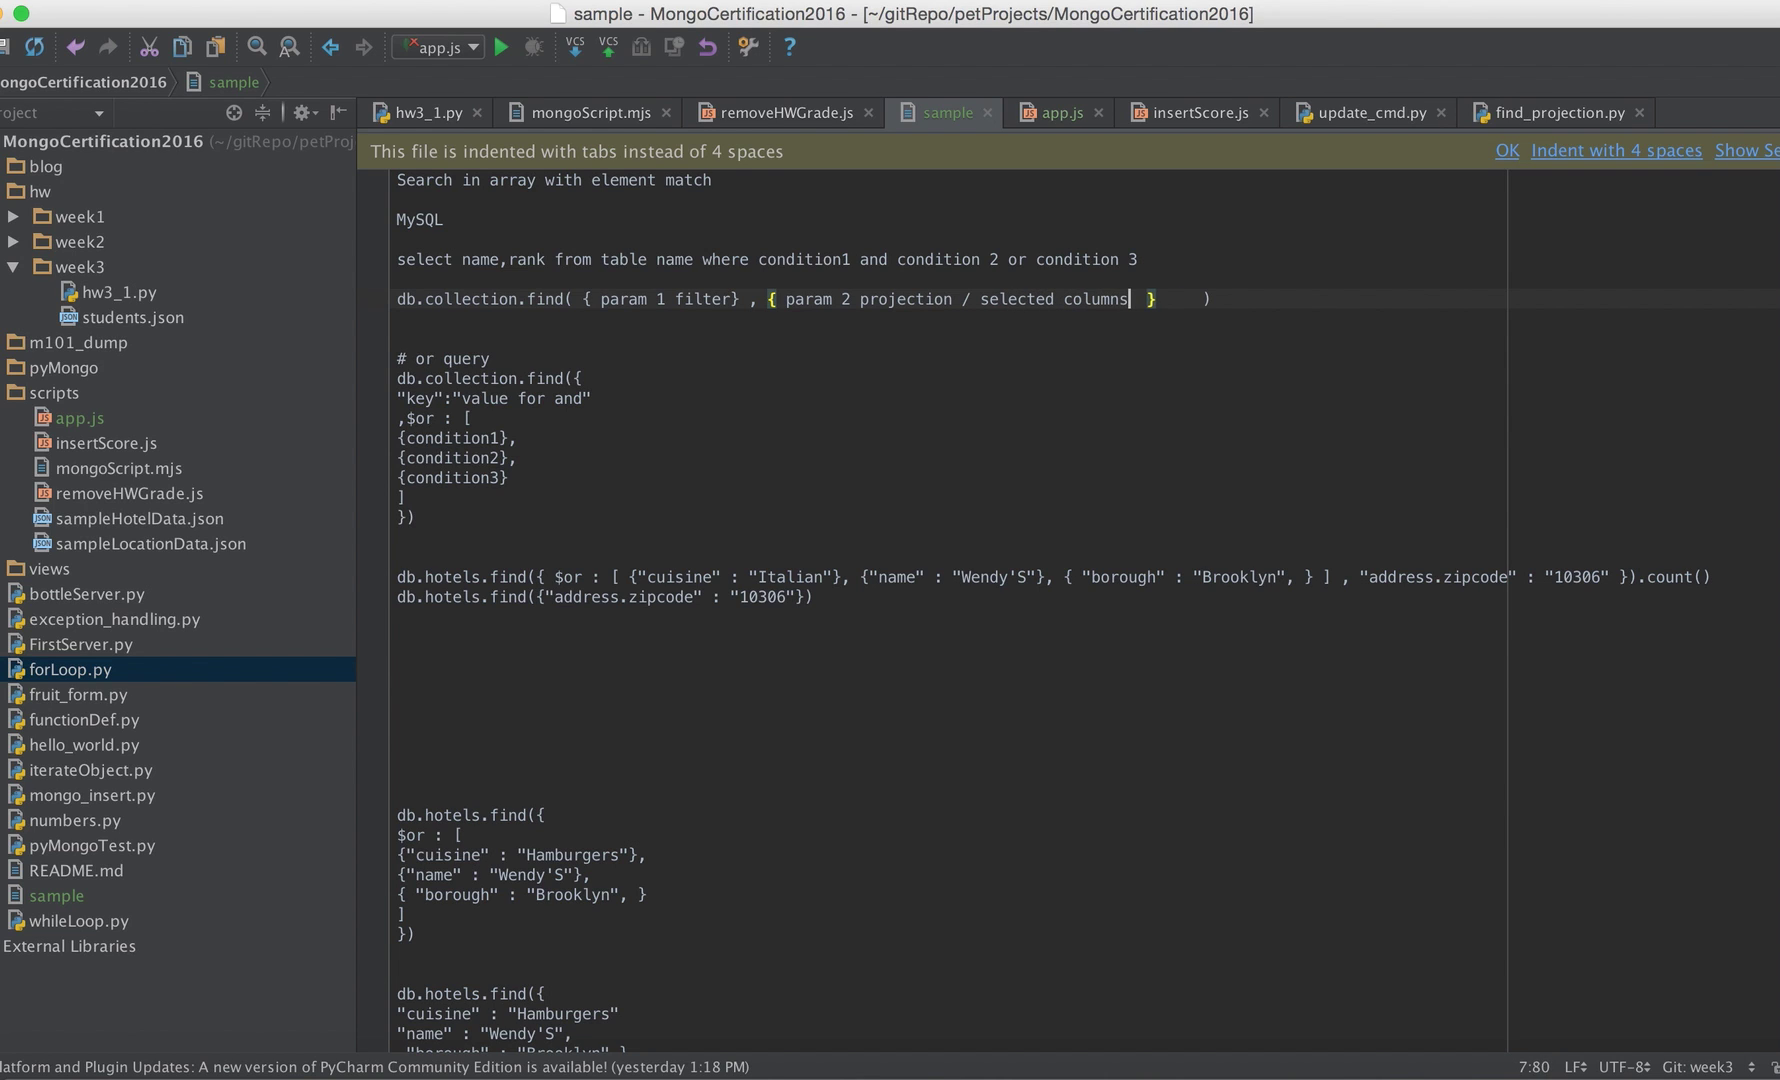 sample - MongoCertification2016 - [~/gitRepo/petProjects/MongoCertification2016]
app.js
VCS
VCS
?
ongoCertification2016
sample
roject
hw3_1.py
mongoScript.mjs
removeHWGrade.js
sample
app.js
insertScore.js
update_cmd.py
find_projection.py
MongoCertification2016 (~/gitRepo/petProj
blog
hw
week1
week2
week3
hw3_1.py
students.json
m101_dump
pyMongo
scripts
app.js
insertScore.js
mongoScript.mjs
removeHWGrade.js
sampleHotelData.json
sampleLocationData.json
views
bottleServer.py
exception_handling.py
FirstServer.py
forLoop.py
fruit_form.py
functionDef.py
hello_world.py
iterateObject.py
mongo_insert.py
numbers.py
pyMongoTest.py
README.md
sample
whileLoop.py
External Libraries
This file is indented with tabs instead of 4 spaces
OK Indent with 4 spaces Show Se
Search in array with element match
MySQL
select name,rank from table name where condition1 and condition 2 or condition 3
db.collection.find( { param 1 filter} , { param 2 projection / selected columns } )
# or query
db.collection.find({
"key":"value for and"
,$or : [
{condition1},
{condition2},
{condition3}
]
})
db.hotels.find({ $or : [ {"cuisine" : "Italian"}, {"name" : "Wendy'S"}, { "borough" : "Brooklyn", } ] , "address.zipcode" : "10306" }).count()
db.hotels.find({"address.zipcode" : "10306"})
db.hotels.find({
$or : [
{"cuisine" : "Hamburgers"},
{"name" : "Wendy'S"},
{ "borough" : "Brooklyn", }
]
})
db.hotels.find({
"cuisine" : "Hamburgers"
"name" : "Wendy'S",
"borough" : "Brooklyn",
latform and Plugin Updates: A new version of PyCharm Community Edition is available! (yesterday 1:18 PM)
7:80 LF UTF-8 Git: week3